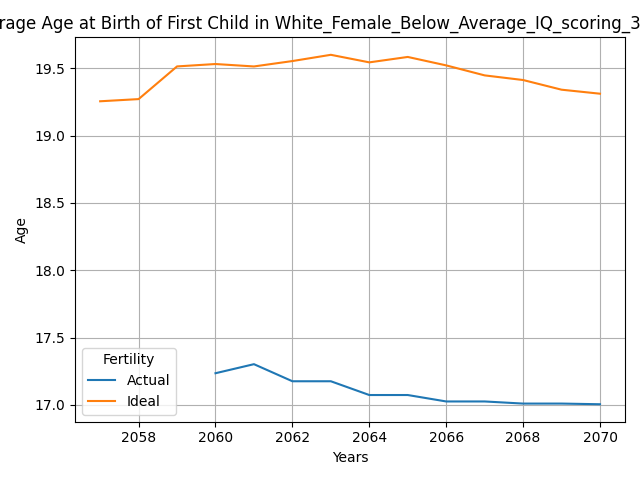 rage Age at Birth of First Child in White_Female_Below_Average_IQ_scoring_3
Age
19.5
19.0
18.5
18.0
17.5
17.0
Fertility
Actual
Ideal
2058 2060 2062 2064 2066 2068 2070
Years